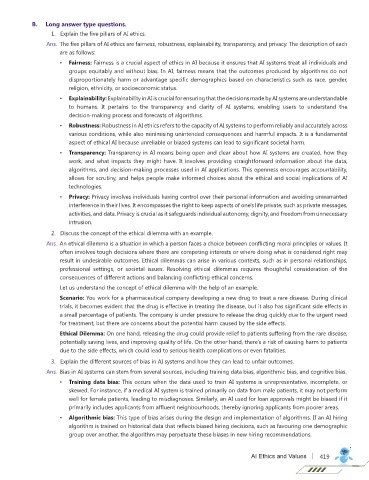 B. Long answer type questions.
1. Explain the five pillars of AI ethics.
Ans. The five pillars of AI ethics are fairness, robustness, explainability, transparency, and privacy. The description of each
are as follows:
• Fairness: Fairness is a crucial aspect of ethics in AI because it ensures that AI systems treat all individuals and
groups equitably and without bias. In AI, fairness means that the outcomes produced by algorithms do not
disproportionately harm or advantage specific demographics based on characteristics such as race, gender,
religion, ethnicity, or socioeconomic status.
• Explainability: Explainability in AI is crucial for ensuring that the decisions made by AI systems are understandable
to humans. It pertains to the transparency and clarity of AI systems, enabling users to understand the
decision-making process and forecasts of algorithms.
• Robustness: Robustness in AI ethics refers to the capacity of AI systems to perform reliably and accurately across
various conditions, while also minimising unintended consequences and harmful impacts. It is a fundamental
aspect of ethical AI because unreliable or biased systems can lead to significant societal harm.
• Transparency: Transparency in AI means being open and clear about how AI systems are created, how they
work, and what impacts they might have. It involves providing straightforward information about the data,
algorithms, and decision-making processes used in AI applications. This openness encourages accountability,
allows for scrutiny, and helps people make informed choices about the ethical and social implications of AI
technologies.
• Privacy: Privacy involves individuals having control over their personal information and avoiding unwarranted
interference in their lives. It encompasses the right to keep aspects of one's life private, such as private messages,
activities, and data. Privacy is crucial as it safeguards individual autonomy, dignity, and freedom from unnecessary
intrusion.
2. Discuss the concept of the ethical dilemma with an example.
Ans. An ethical dilemma is a situation in which a person faces a choice between conflicting moral principles or values. It
often involves tough decisions where there are competing interests or where doing what is considered right may
result in undesirable outcomes. Ethical dilemmas can arise in various contexts, such as in personal relationships,
professional settings, or societal issues. Resolving ethical dilemmas requires thoughtful consideration of the
consequences of different actions and balancing conflicting ethical concerns.
Let us understand the concept of ethical dilemma with the help of an example.
Scenario: You work for a pharmaceutical company developing a new drug to treat a rare disease. During clinical
trials, it becomes evident that the drug is effective in treating the disease, but it also has significant side effects in
a small percentage of patients. The company is under pressure to release the drug quickly due to the urgent need
for treatment, but there are concerns about the potential harm caused by the side effects.
Ethical Dilemma: On one hand, releasing the drug could provide relief to patients suffering from the rare disease,
potentially saving lives, and improving quality of life. On the other hand, there's a risk of causing harm to patients
due to the side effects, which could lead to serious health complications or even fatalities.
3. Explain the different sources of bias in AI systems and how they can lead to unfair outcomes.
Ans. Bias in AI systems can stem from several sources, including training data bias, algorithmic bias, and cognitive bias.
• Training data bias: This occurs when the data used to train AI systems is unrepresentative, incomplete, or
skewed. For instance, if a medical AI system is trained primarily on data from male patients, it may not perform
well for female patients, leading to misdiagnoses. Similarly, an AI used for loan approvals might be biased if it
primarily includes applicants from affluent neighbourhoods, thereby ignoring applicants from poorer areas.
• Algorithmic bias: This type of bias arises during the design and implementation of algorithms. If an AI hiring
algorithm is trained on historical data that reflects biased hiring decisions, such as favouring one demographic
group over another, the algorithm may perpetuate these biases in new hiring recommendations.
AI Ethics and Values | 419